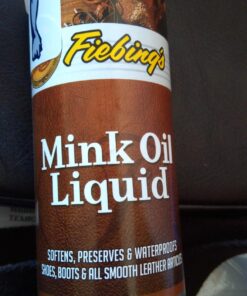 Fiebing's
Mink Oil
Liquid
SOFTENS, PRESERVES & WATERPROOFS
SHOES, BOOTS & ALL SMOOTH LEATHER ARTICLES